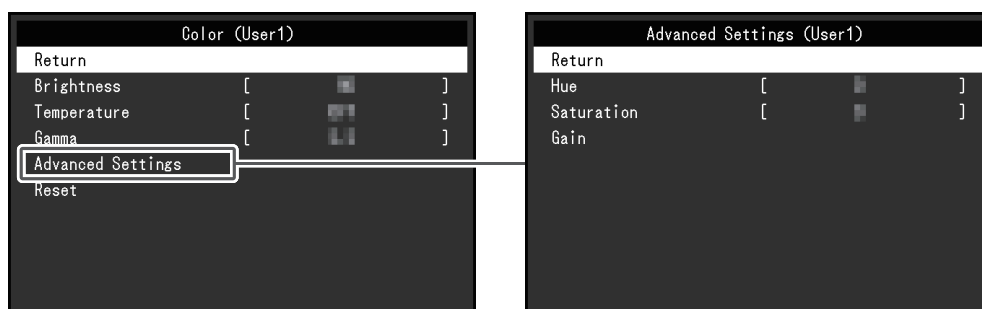 Color (User1)
Return
Brightness [ ]
Temperature [ ]
Gamma [ ]
Advanced Settings
Reset
Advanced Settings (User1)
Return
Hue [ ]
Saturation [ ]
Gain